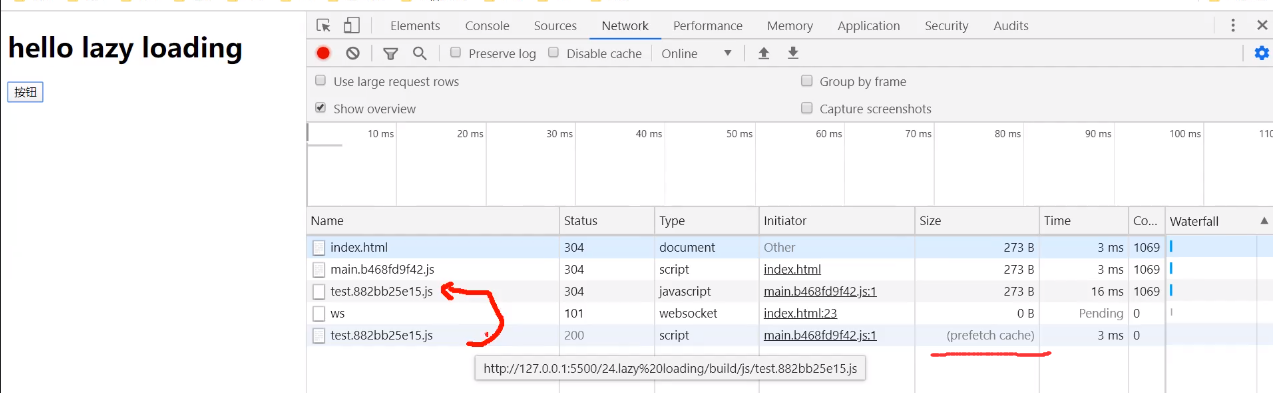 Elements Console Sources Network Performance Memory Application Security Audits
hello lazy loading
Preserve log Disable cache Online
按钮
Use large request rows Group by frame
Show overview Capture screenshots
10 ms 20 ms 30 ms 40 ms 50 ms 60 ms 70 ms 80 ms 90 ms 100 ms 110
Name Status Type Initiator Size Time Co... Waterfall
index.html 304 document Other 273 B 3 ms 1069
main.b468fd9f42.js 304 script index.html 273 B 3 ms 1069
test.882bb25e15.js 304 javascript main.b468fd9f42.js:1 273 B 16 ms 1069
ws 101 websocket index.html:23 0 B Pending 0
test.882bb25e15.js 200 script main.b468fd9f42.js:1 (prefetch cache) 3 ms 0
http://127.0.0.1:5500/24.lazy%20loading/build/js/test.882bb25e15.js